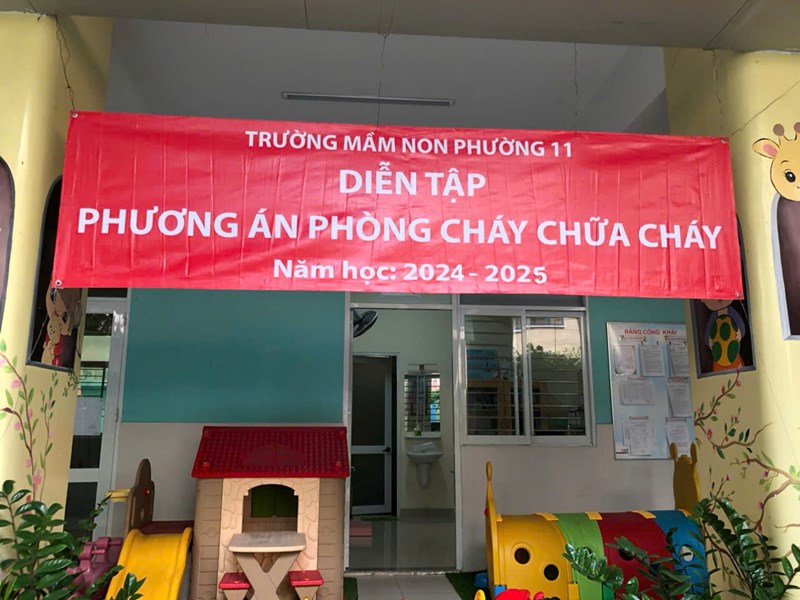 TRƯỜNG MẦM NON PHƯỜNG 11
DIỄN TẬP
PHƯƠNG ÁN PHÒNG CHÁY CHỮA CHÁY
Năm học: 2024 - 2025
BẢNG CÔNG KHAI